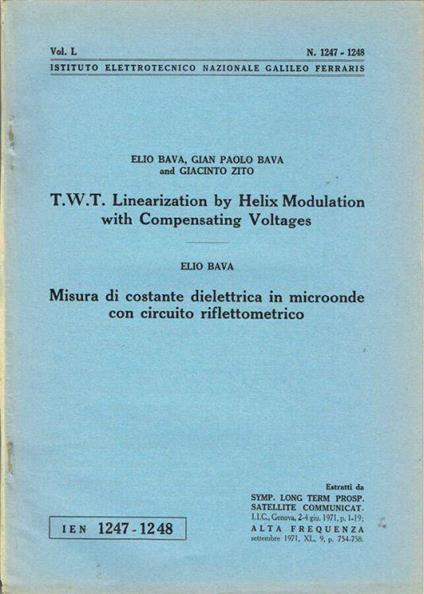 Vol. L N. 1247 - 1248
ISTITUTO ELETTROTECNICO NAZIONALE GALILEO FERRARIS
ELIO BAVA, GIAN PAOLO BAVA
and GIACINTO ZITO
T.W.T. Linearization by Helix Modulation
with Compensating Voltages
ELIO BAVA
Misura di costante dielettrica in microonde
con circuito riflettometrico
Estratti da
SYMP. LONG TERM PROSP.
SATELLITE COMMUNICAT.
I.I.C., Genova, 2-4 giu. 1971, p. 1-19;
ALTA FREQUENZA
settembre 1971, XL, 9, p. 754-758.
IEN 1247-1248